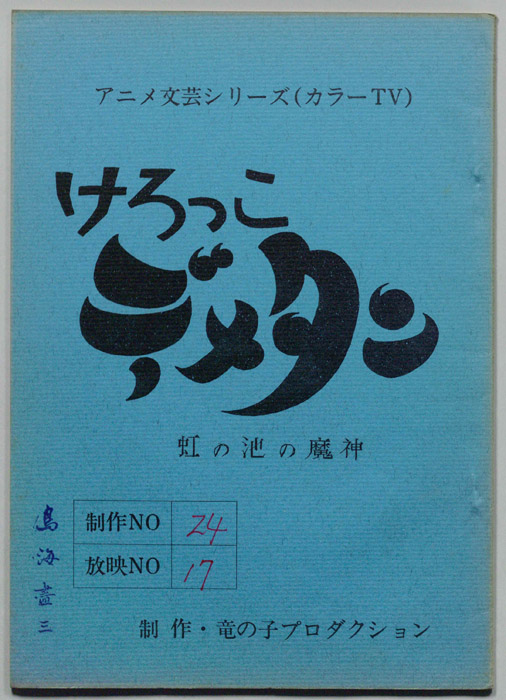 アニメ文芸シリーズ(カラーTV)
けろっこ
デメタン
虹の池の魔神
制作NO 24
放映NO 17
鳥海盡三
制作・竜の子プロダクション